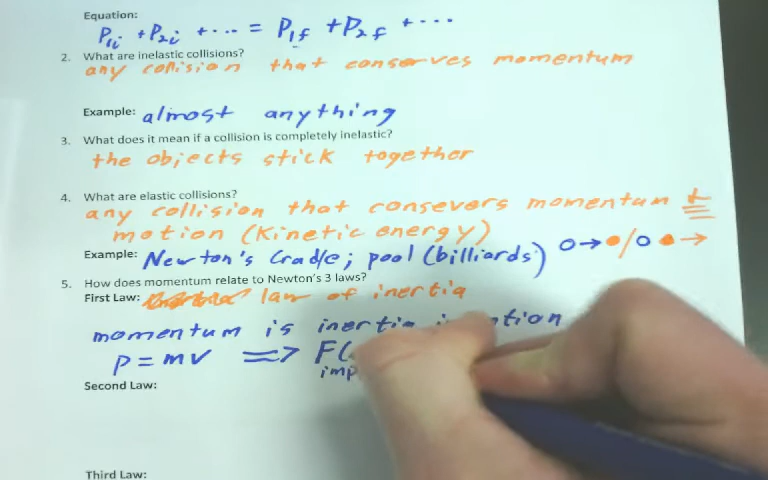 Equation:
P1i + P2i + ... = P1f + P2f + ...
2. What are inelastic collisions?
any collision that conserves momentum
Example: almost anything
3. What does it mean if a collision is completely inelastic?
the objects stick together
4. What are elastic collisions?
any collision that consevers momentum +
motion (kinetic energy)
Example: Newton's Cradle; pool (billiards)
5. How does momentum relate to Newton's 3 laws?
First Law: law of inertia
momentum is inertia
p = mv => F(
imp
Second Law:
Third Law: